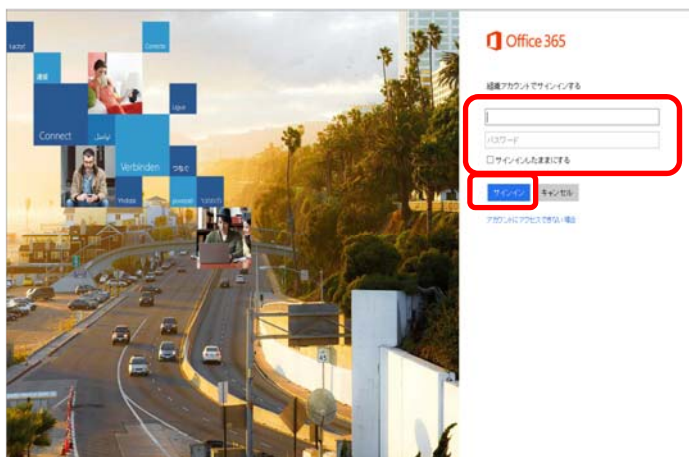 Connect
Verbinden
つなぐ
Office 365
組織アカウントでサインインする
パスワード
サインインしたままにする
サインイン
キャンセル
アカウントにアクセスできない場合
45